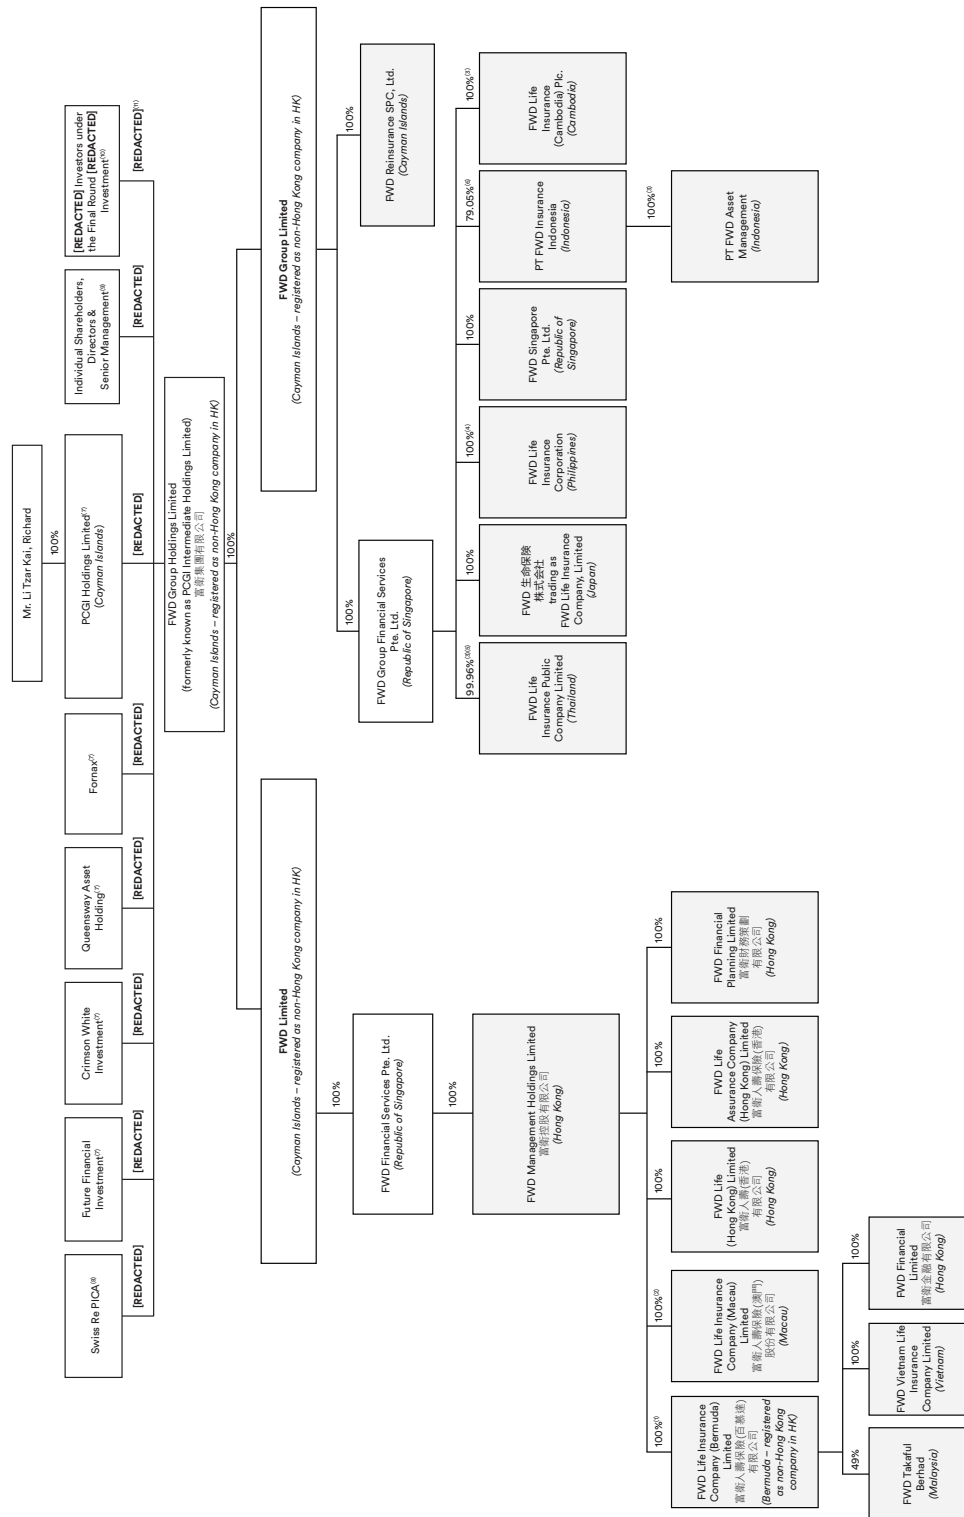 Mr. Li Tzar Kai, Richard
100%
Swiss Re PICA(8)
[REDACTED]
Future Financial
Investment(7)
[REDACTED]
Crimson White
Investment(7)
[REDACTED]
Queensway Asset
Holding(7)
[REDACTED]
Fornax(7)
[REDACTED]
PCGI Holdings Limited(7)
(Cayman Islands)
[REDACTED]
Individual Shareholders,
Directors &
Senior Management(9)
[REDACTED]
[REDACTED] Investors under
the Final Round [REDACTED]
Investment(10)
[REDACTED](11)
FWD Group Holdings Limited
(formerly known as PCGI Intermediate Holdings Limited)
富衛集團有限公司
(Cayman Islands – registered as non-Hong Kong company in HK)
100%
FWD Limited
(Cayman Islands – registered as non-Hong Kong company in HK)
FWD Group Limited
(Cayman Islands – registered as non-Hong Kong company in HK)
100%
FWD Financial Services Pte. Ltd.
(Republic of Singapore)
100%
FWD Group Financial Services
Pte. Ltd.
(Republic of Singapore)
100%
FWD Reinsurance SPC, Ltd.
(Cayman Islands)
100%
FWD Management Holdings Limited
富衛控股有限公司
(Hong Kong)
99.96%(3)(5)
FWD Life
Insurance Public
Company Limited
(Thailand)
100%
FWD 生命保険
株式会社
trading as
FWD Life Insurance
Company, Limited
(Japan)
100%(4)
FWD Life
Insurance
Corporation
(Philippines)
100%
FWD Singapore
Pte. Ltd.
(Republic of
Singapore)
79.05%(6)
PT FWD Insurance
Indonesia
(Indonesia)
100%(3)
FWD Life
Insurance
(Cambodia) Plc.
(Cambodia)
100%(1)
FWD Life Insurance
Company (Bermuda)
Limited
富衛人壽保險(百慕達)
有限公司
(Bermuda – registered
as non-Hong Kong
company in HK)
100%(2)
FWD Life Insurance
Company (Macau)
Limited
富衛人壽保險(澳門)
股份有限公司
(Macau)
100%
FWD Life
(Hong Kong) Limited
富衛人壽(香港)
有限公司
(Hong Kong)
100%
FWD Life
Assurance Company
(Hong Kong) Limited
富衛人壽保險(香港)
有限公司
(Hong Kong)
100%
FWD Financial
Planning Limited
富衛財務策劃
有限公司
(Hong Kong)
100%(3)
PT FWD Asset
Management
(Indonesia)
49%
FWD Takaful
Berhad
(Malaysia)
100%
FWD Vietnam Life
Insurance
Company Limited
(Vietnam)
100%
FWD Financial
Limited
富衛金融有限公司
(Hong Kong)